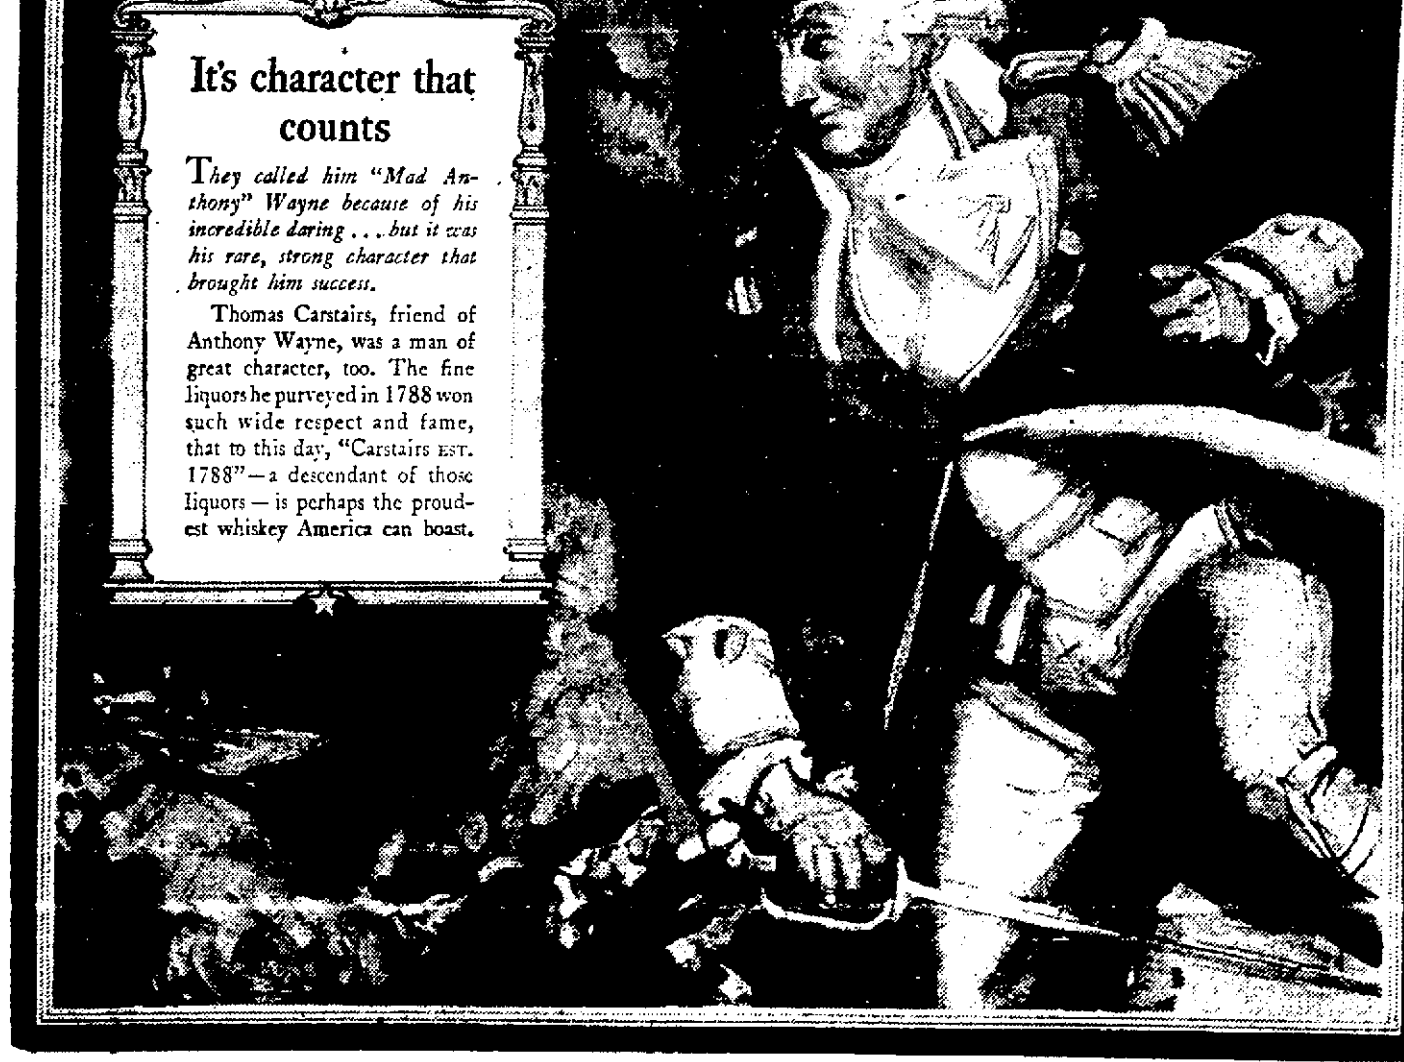 It's character that
counts
They called him "Mad An-
thony" Wayne because of his
incredible daring . . . but it was
his rare, strong character that
brought him success.
Thomas Carstairs, friend of
Anthony Wayne, was a man of
great character, too. The fine
liquors he purveyed in 1788 won
such wide respect and fame,
that to this day, "Carstairs EST.
1788"—a descendant of those
liquors — is perhaps the proud-
est whiskey America can boast.